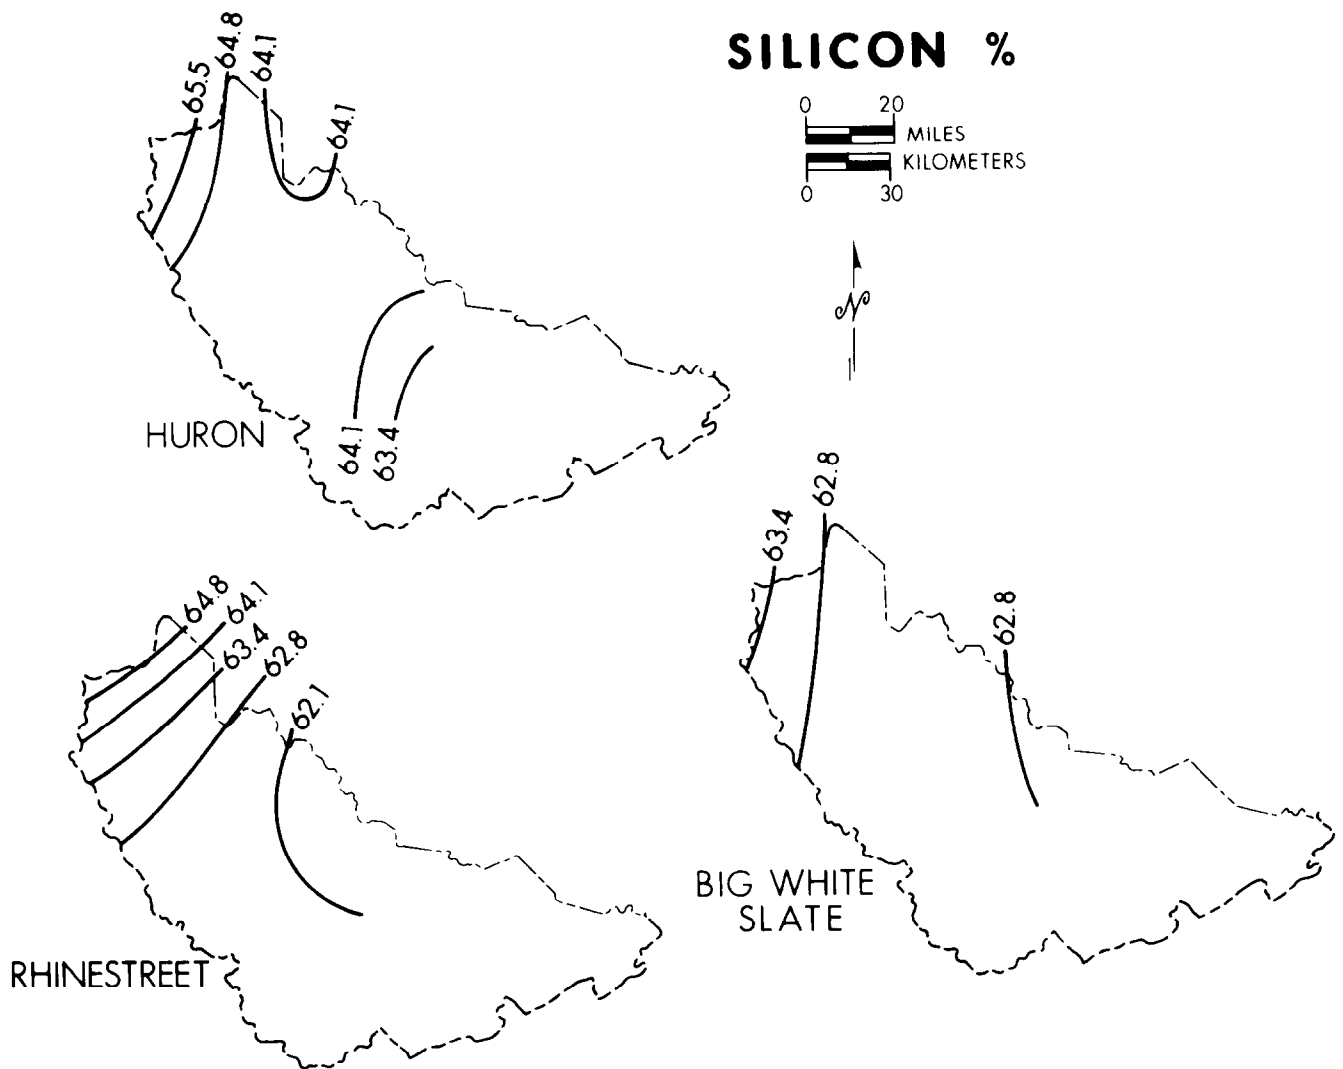 SILICON %
0 20
MILES
KILOMETERS
0 30
N
65.5
64.8
64.1
64.1
64.1
63.4
HURON
64.8
64.1
63.4
62.8
62.1
RHINESTREET
63.4
62.8
62.8
BIG WHITE
SLATE